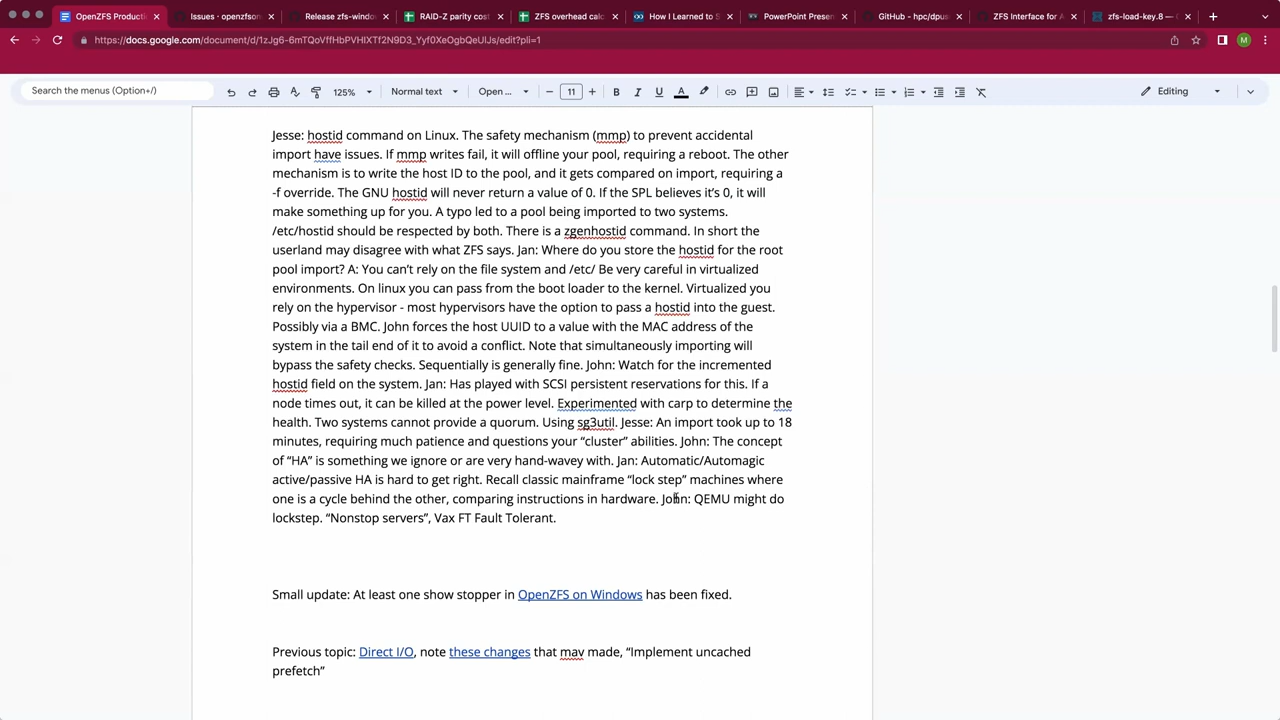 OpenZFS Producti
Issues · openzfson
Release zfs-window
RAID-Z parity cost
ZFS overhead calc
How I Learned to S
PowerPoint Presen
GitHub - hpc/dpus
ZFS Interface for A
zfs-load-key.8 — O
https://docs.google.com/document/d/1zJg6-6mTQoVffHbPVHIXTf2N9D3_Yyf0XeOgbQeUIJs/edit?pli=1
M
Search the menus (Option+/)
125%
Normal text
Open ...
11
Editing
Jesse: hostid command on Linux. The safety mechanism (mmp) to prevent accidental
import have issues. If mmp writes fail, it will offline your pool, requiring a reboot. The other
mechanism is to write the host ID to the pool, and it gets compared on import, requiring a
-f override. The GNU hostid will never return a value of 0. If the SPL believes it's 0, it will
make something up for you. A typo led to a pool being imported to two systems.
/etc/hostid should be respected by both. There is a zgenhostid command. In short the
userland may disagree with what ZFS says. Jan: Where do you store the hostid for the root
pool import? A: You can't rely on the file system and /etc/ Be very careful in virtualized
environments. On linux you can pass from the boot loader to the kernel. Virtualized you
rely on the hypervisor - most hypervisors have the option to pass a hostid into the guest.
Possibly via a BMC. John forces the host UUID to a value with the MAC address of the
system in the tail end of it to avoid a conflict. Note that simultaneously importing will
bypass the safety checks. Sequentially is generally fine. John: Watch for the incremented
hostid field on the system. Jan: Has played with SCSI persistent reservations for this. If a
node times out, it can be killed at the power level. Experimented with carp to determine the
health. Two systems cannot provide a quorum. Using sg3util. Jesse: An import took up to 18
minutes, requiring much patience and questions your “cluster” abilities. John: The concept
of “HA” is something we ignore or are very hand-wavey with. Jan: Automatic/Automagic
active/passive HA is hard to get right. Recall classic mainframe “lock step” machines where
one is a cycle behind the other, comparing instructions in hardware. John: QEMU might do
lockstep. “Nonstop servers”, Vax FT Fault Tolerant.
Small update: At least one show stopper in OpenZFS on Windows has been fixed.
Previous topic: Direct I/O, note these changes that mav made, “Implement uncached
prefetch”